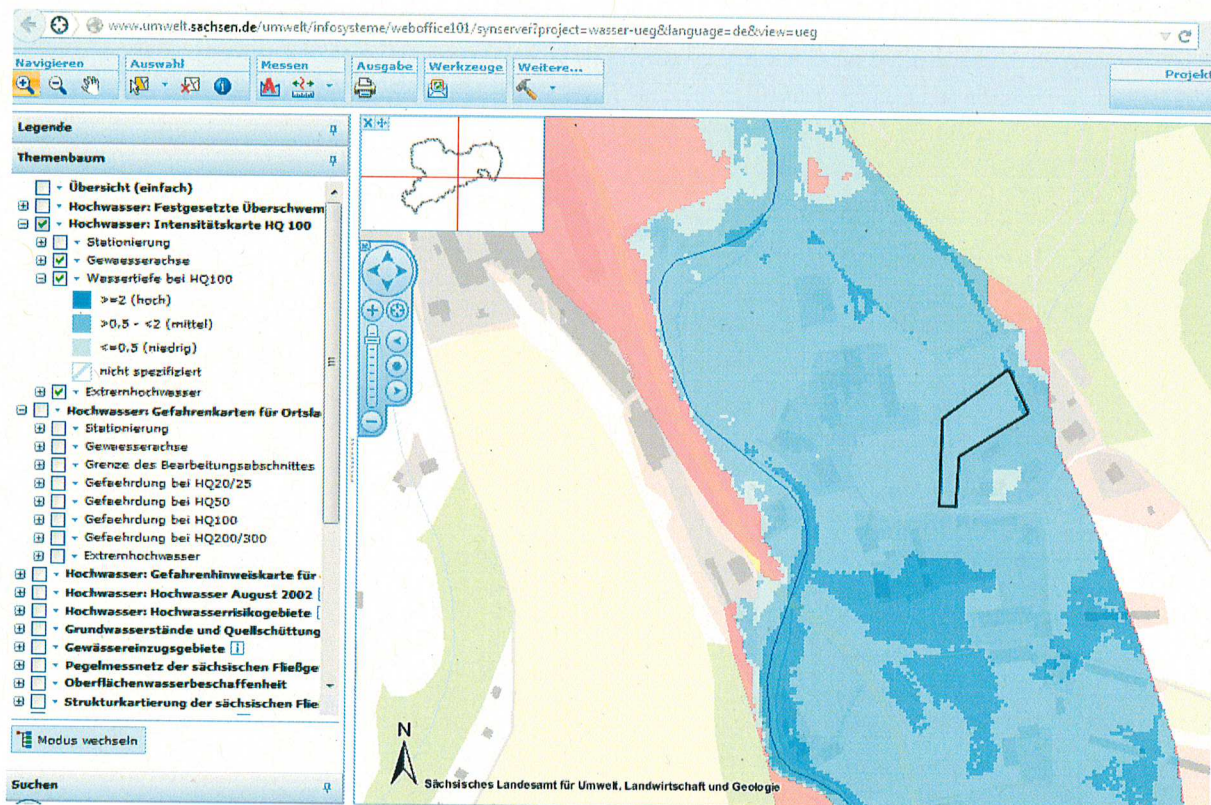 www.umwelt.sachsen.de/umwelt/infosysteme/weboffice101/synserver?project=wasser-ueg&language=de&view=ueg
Navigieren Auswahl Messen Ausgabe Werkzeuge Weitere...
Projekt
Legende
Themenbaum
Übersicht (einfach)
Hochwasser: Festgesetzte Überschwem
Hochwasser: Intensitätskarte HQ 100
Stationierung
Gewaesserachse
Wassertiefe bei HQ100
>=2 (hoch)
>0,5 - <2 (mittel)
<=0,5 (niedrig)
nicht spezifiziert
Extremhochwasser
Hochwasser: Gefahrenkarten für Ortsla
Stationierung
Gewaesserachse
Grenze des Bearbeitungsabschnittes
Gefaehrdung bei HQ20/25
Gefaehrdung bei HQ50
Gefaehrdung bei HQ100
Gefaehrdung bei HQ200/300
Extremhochwasser
Hochwasser: Gefahrenhinweiskarte für
Hochwasser: Hochwasser August 2002
Hochwasser: Hochwasserrisikogebiete
Grundwasserstände und Quellschüttung
Gewässereinzugsgebiete
Pegelmessnetz der sächsischen Fließge
Oberflächenwasserbeschaffenheit
Strukturkartierung der sächsischen Flie
Modus wechseln
Suchen
N
Sächsisches Landesamt für Umwelt, Landwirtschaft und Geologie